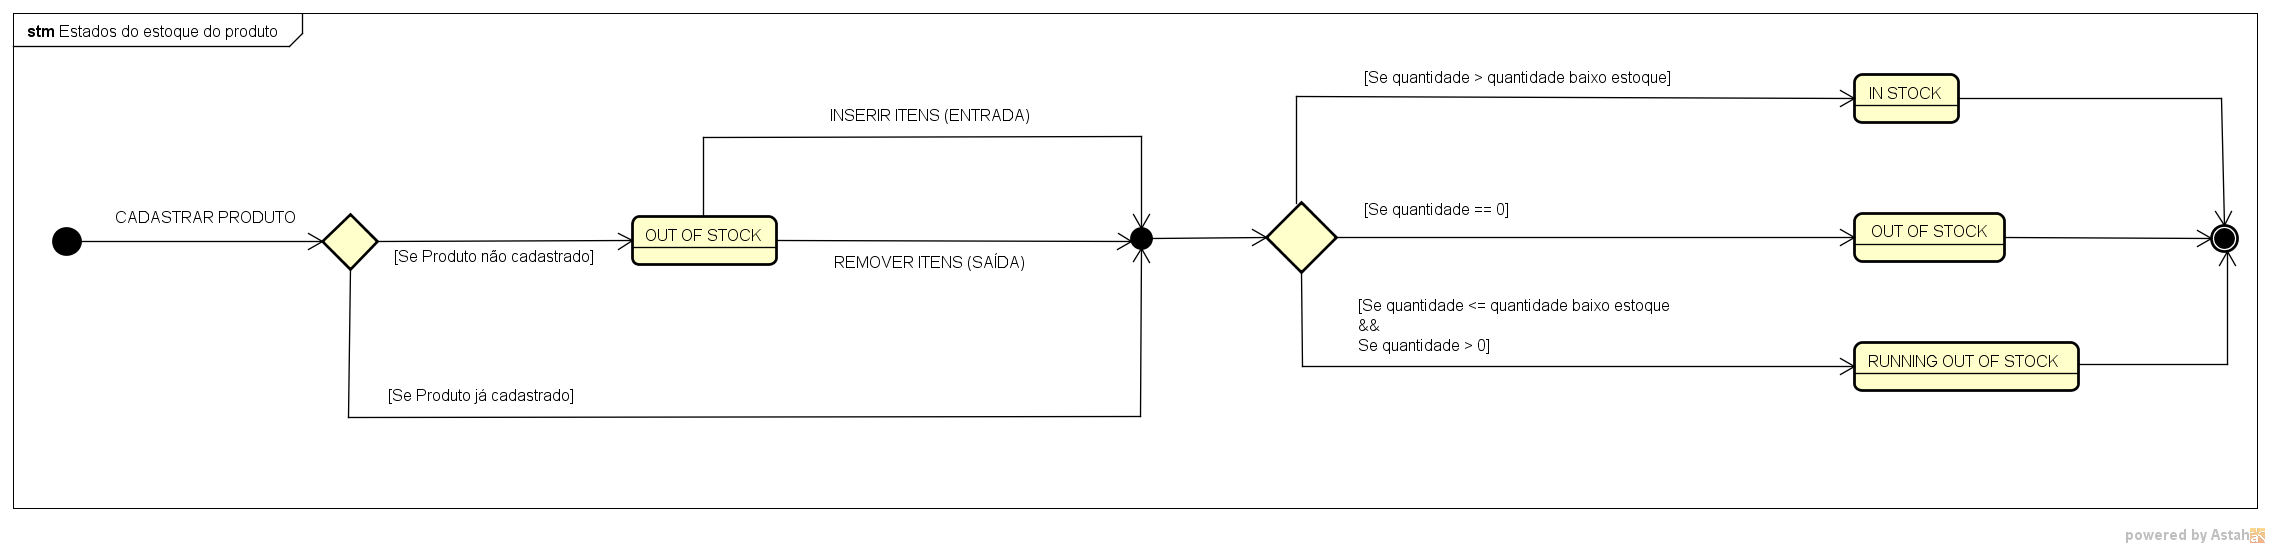 stm Estados do estoque do produto
[Se quantidade > quantidade baixo estoque]
IN STOCK
INSERIR ITENS (ENTRADA)
CADASTRAR PRODUTO
[Se quantidade == 0]
OUT OF STOCK
OUT OF STOCK
[Se Produto não cadastrado]
REMOVER ITENS (SAÍDA)
[Se quantidade <= quantidade baixo estoque
&&
Se quantidade > 0]
RUNNING OUT OF STOCK
[Se Produto já cadastrado]
powered by Astah